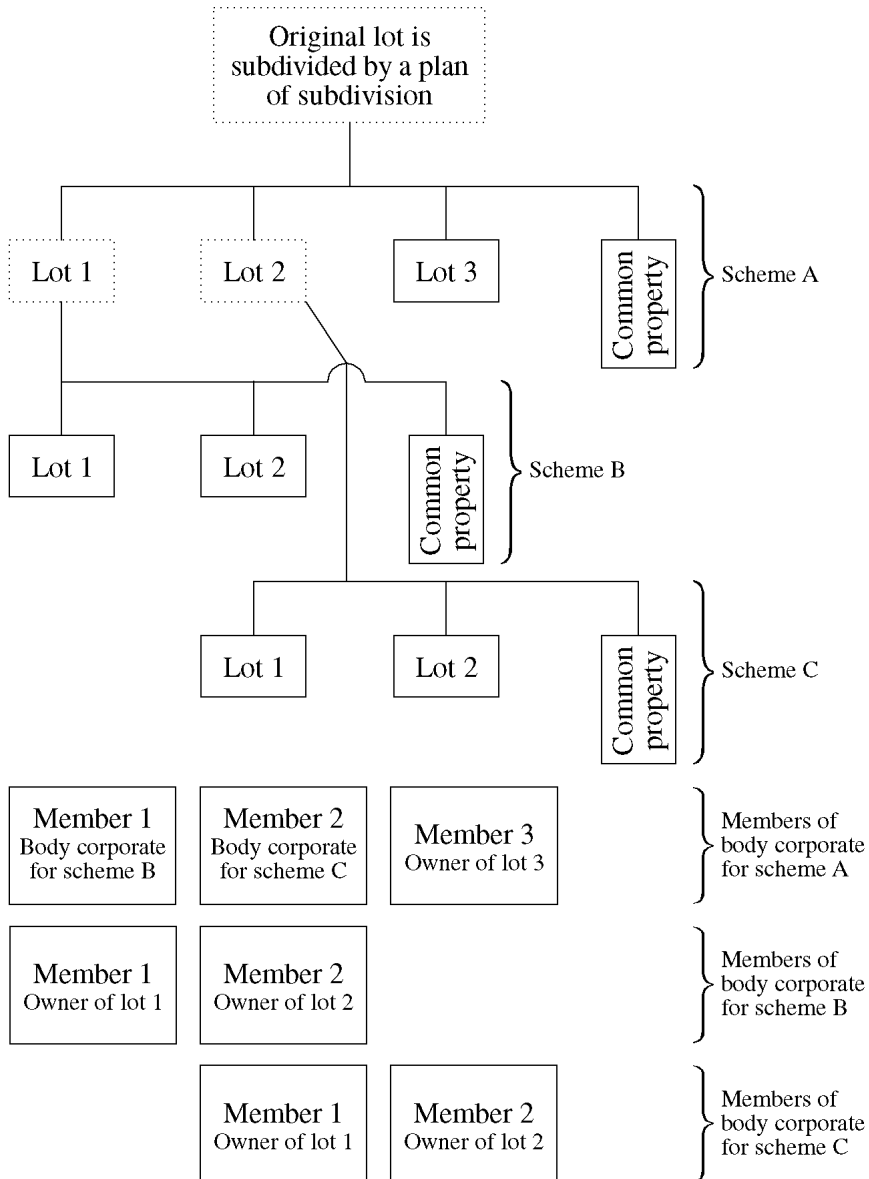 Original lot is
subdivided by a plan
of subdivision
Lot 1
Lot 2
Lot 3
Common
property
Scheme A
Lot 1
Lot 2
Common
property
Scheme B
Lot 1
Lot 2
Common
property
Scheme C
Member 1
Body corporate
for scheme B
Member 2
Body corporate
for scheme C
Member 3
Owner of lot 3
Members of
body corporate
for scheme A
Member 1
Owner of lot 1
Member 2
Owner of lot 2
Members of
body corporate
for scheme B
Member 1
Owner of lot 1
Member 2
Owner of lot 2
Members of
body corporate
for scheme C